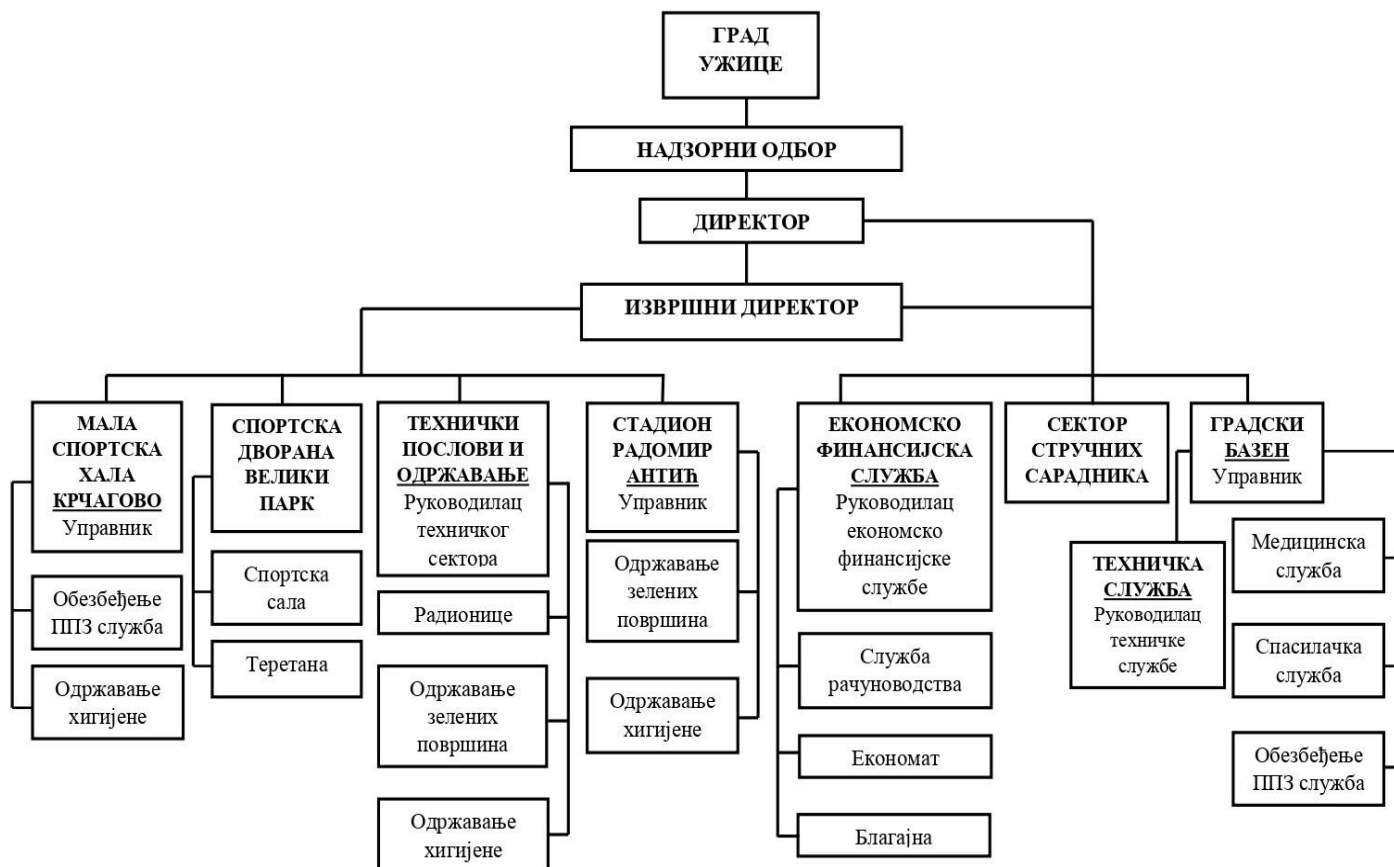 ГРАД
УЖИЦЕ
НАДЗОРНИ ОДБОР
ДИРЕКТОР
ИЗВРШНИ ДИРЕКТОР
МАЛА
СПОРТСКА
ХАЛА
КРЧАГОВО
Управник
Обезбеђење
ППЗ служба
Одржавање
хигијене
СПОРТСКА
ДВОРАНА
ВЕЛИКИ
ПАРК
Спортска
сала
Теретана
ТЕХНИЧКИ
ПОСЛОВИ И
ОДРЖАВАЊЕ
Руководилац
техничког
сектора
Радионице
Одржавање
зелених
површина
Одржавање
хигијене
СТАДИОН
РАДОМИР
АНТИЋ
Управник
Одржавање
зелених
површина
Одржавање
хигијене
ЕКОНОМСКО
ФИНАНСИЈСКА
СЛУЖБА
Руководилац
економско
финансијске
службе
Служба
рачуноводства
Економат
Благајна
СЕКТОР
СТРУЧНИХ
САРАДНИКА
ГРАДСКИ
БАЗЕН
Управник
ТЕХНИЧКА
СЛУЖБА
Руководилац
техничке
службе
Медицинска
служба
Спасилачка
служба
Обезбеђење
ППЗ служба